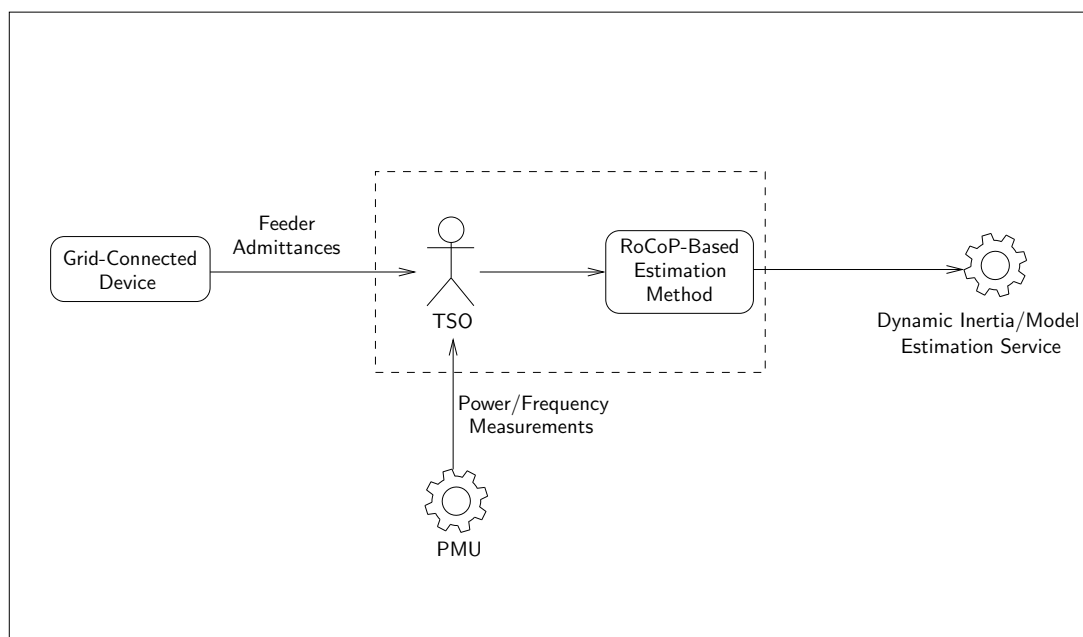 Feeder
Admittances
Grid-Connected
Device
TSO
RoCoP-Based
Estimation
Method
Dynamic Inertia/Model
Estimation Service
Power/Frequency
Measurements
PMU